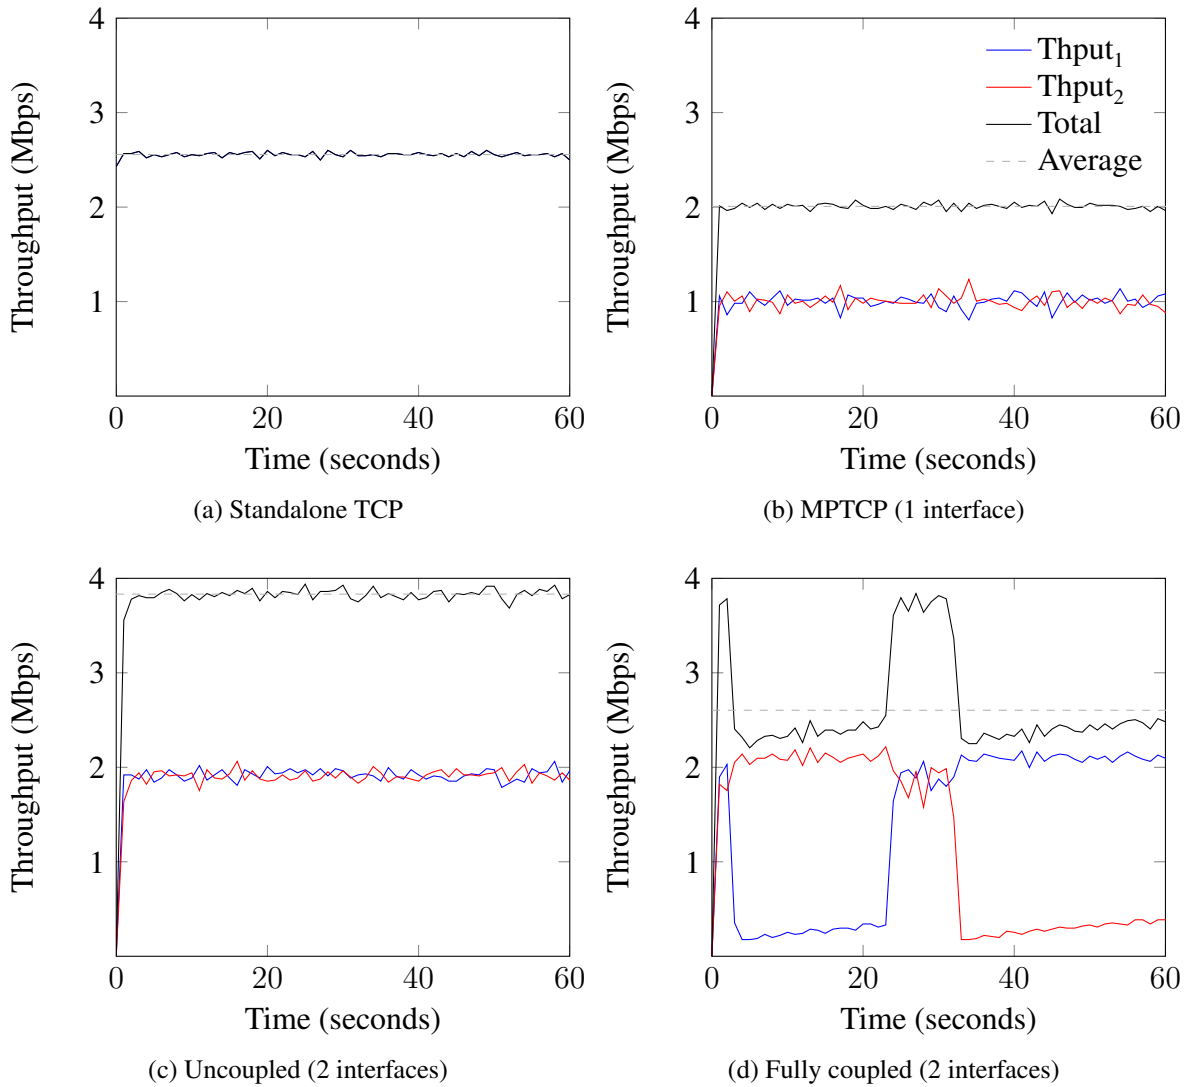 4
3
2
1
0
20
40
60
Throughput (Mbps)
Time (seconds)
(a) Standalone TCP
4
3
2
1
0
20
40
60
Throughput (Mbps)
Time (seconds)
Thput1
Thput2
Total
Average
(b) MPTCP (1 interface)
4
3
2
1
0
20
40
60
Throughput (Mbps)
Time (seconds)
(c) Uncoupled (2 interfaces)
4
3
2
1
0
20
40
60
Throughput (Mbps)
Time (seconds)
(d) Fully coupled (2 interfaces)